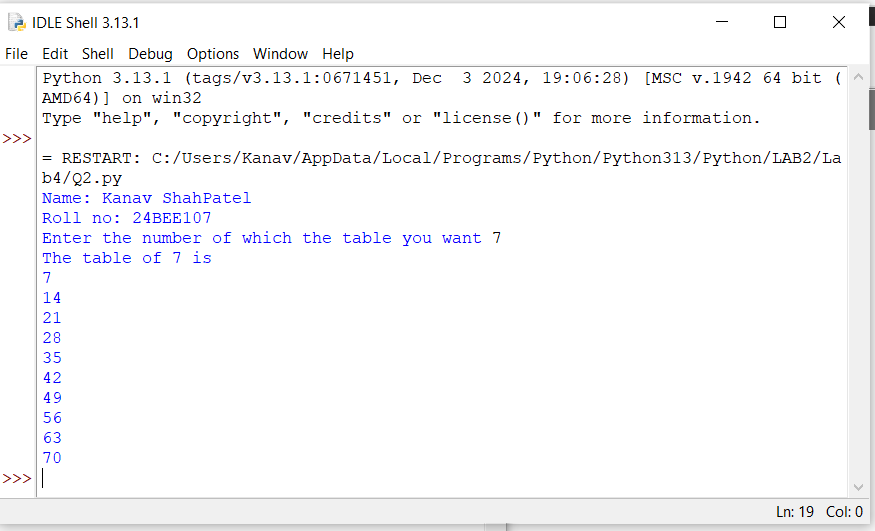 IDLE Shell 3.13.1
File Edit Shell Debug Options Window Help
Python 3.13.1 (tags/v3.13.1:0671451, Dec  3 2024, 19:06:28) [MSC v.1942 64 bit (
AMD64)] on win32
Type "help", "copyright", "credits" or "license()" for more information.
>>>
= RESTART: C:/Users/Kanav/AppData/Local/Programs/Python/Python313/Python/LAB2/La
b4/Q2.py
Name: Kanav ShahPatel
Roll no: 24BEE107
Enter the number of which the table you want 7
The table of 7 is
7
14
21
28
35
42
49
56
63
70
>>>
Ln: 19 Col: 0